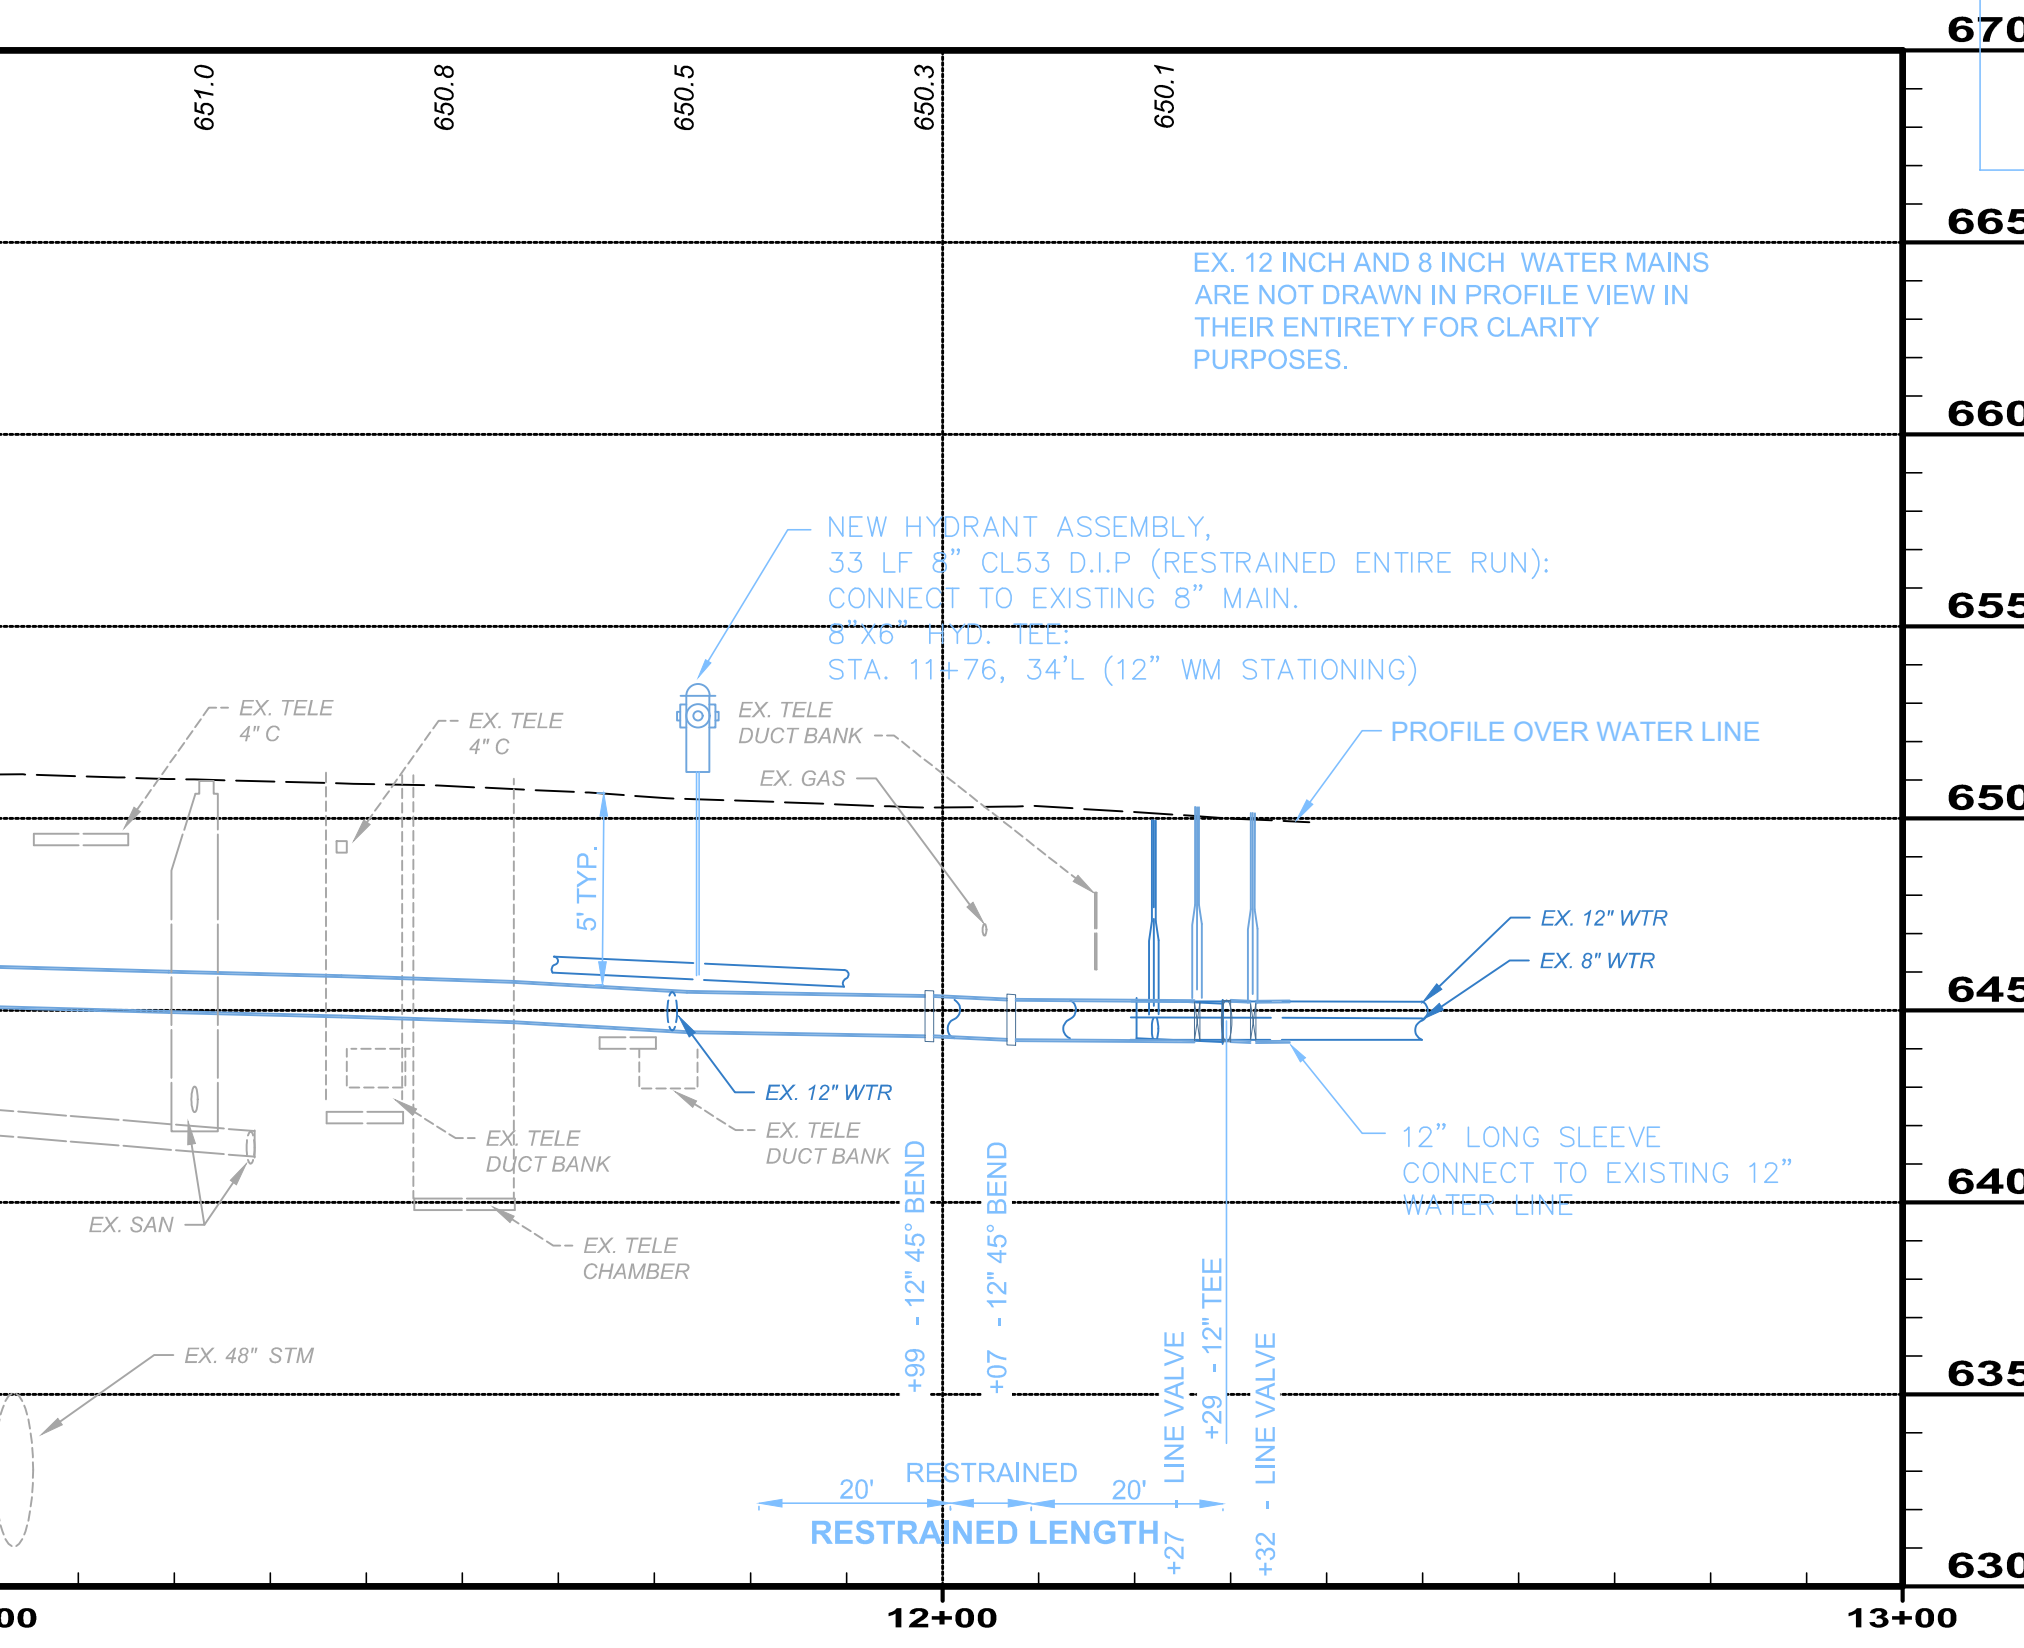 670
651.0
650.8
650.5
650.3
650.1
665
EX. 12 INCH AND 8 INCH WATER MAINS
ARE NOT DRAWN IN PROFILE VIEW IN
THEIR ENTIRETY FOR CLARITY
PURPOSES.
660
NEW HYDRANT ASSEMBLY,
33 LF 8" CL53 D.I.P (RESTRAINED ENTIRE RUN):
CONNECT TO EXISTING 8" MAIN.
8"X6" HYD. TEE:
STA. 11+76, 34'L (12" WM STATIONING)
655
EX. TELE
4" C
EX. TELE
4" C
EX. TELE
DUCT BANK
EX. GAS
PROFILE OVER WATER LINE
650
5' TYP.
EX. 12" WTR
EX. 8" WTR
645
EX. 12" WTR
EX. TELE
DUCT BANK
EX. TELE
DUCT BANK
12" LONG SLEEVE
CONNECT TO EXISTING 12"
WATER LINE
640
EX. SAN
EX. TELE
CHAMBER
+99 - 12" 45° BEND
+07 - 12" 45° BEND
+27 - LINE VALVE
+29 - 12" TEE
+32 - LINE VALVE
EX. 48" STM
635
20'
RESTRAINED
20'
RESTRAINED LENGTH
630
00
12+00
13+00